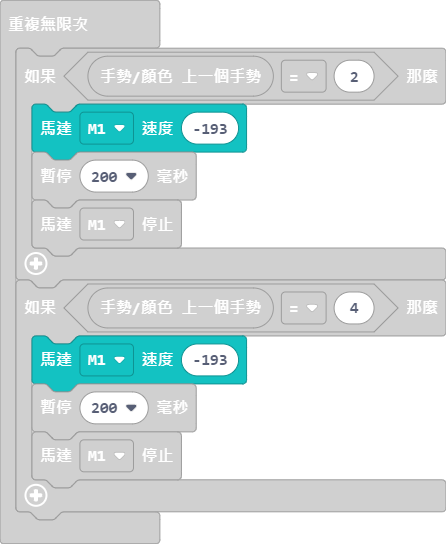 重複無限次
如果 手勢/顏色 上一個手勢 = 2 那麼
馬達 M1 速度 -193
暫停 200 毫秒
馬達 M1 停止
如果 手勢/顏色 上一個手勢 = 4 那麼
馬達 M1 速度 -193
暫停 200 毫秒
馬達 M1 停止